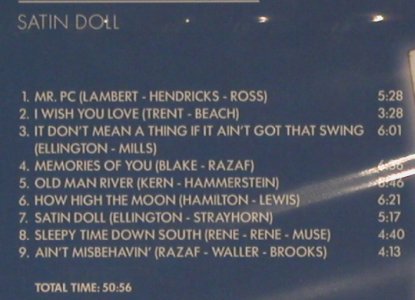 SATIN DOLL
1. MR. PC (LAMBERT - HENDRICKS - ROSS) 5:28
2. I WISH YOU LOVE (TRENT - BEACH) 3:28
3. IT DON'T MEAN A THING IF IT AIN'T GOT THAT SWING 6:01
(ELLINGTON - MILLS)
4. MEMORIES OF YOU (BLAKE - RAZAF)
5. OLD MAN RIVER (KERN - HAMMERSTEIN)
6. HOW HIGH THE MOON (HAMILTON - LEWIS) 6:21
7. SATIN DOLL (ELLINGTON - STRAYHORN) 5:17
8. SLEEPY TIME DOWN SOUTH (RENE - RENE - MUSE) 4:40
9. AIN'T MISBEHAVIN' (RAZAF - WALLER - BROOKS) 4:13
TOTAL TIME: 50:56